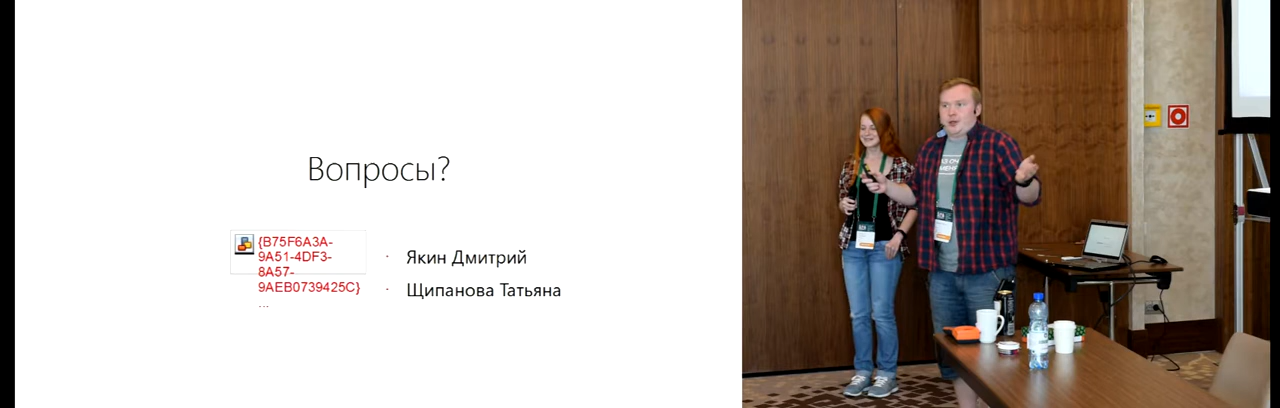 Вопросы?
{B75F6A3A-
9A51-4DF3-
8A57-
9AEB0739425C}
...
· Якин Дмитрий
· Щипанова Татьяна